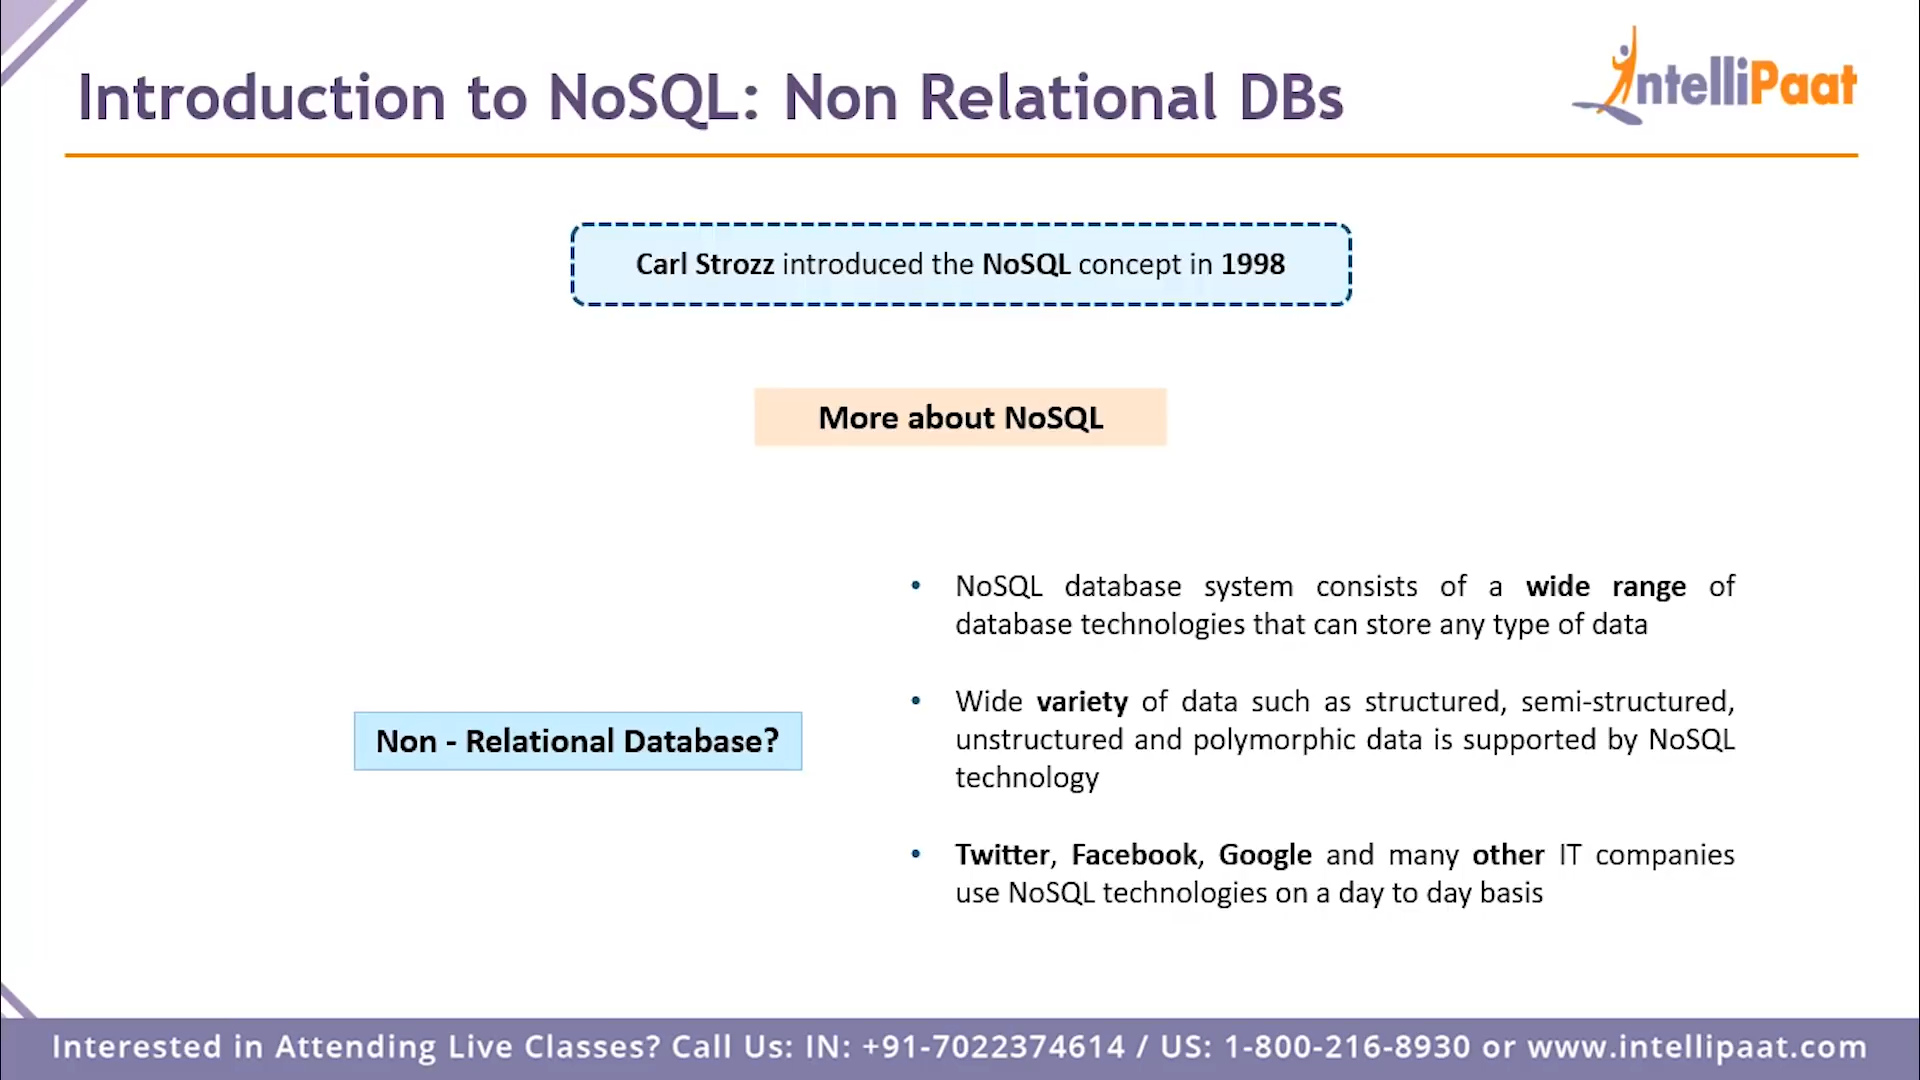 Introduction to NoSQL: Non Relational DBs
IntelliPaat
Carl Strozz introduced the NoSQL concept in 1998
More about NoSQL
• NoSQL database system consists of a wide range of
database technologies that can store any type of data
• Wide variety of data such as structured, semi-structured,
unstructured and polymorphic data is supported by NoSQL
technology
Non - Relational Database?
• Twitter, Facebook, Google and many other IT companies
use NoSQL technologies on a day to day basis
Interested in Attending Live Classes? Call Us: IN: +91-7022374614 / US: 1-800-216-8930 or www.intellipaat.com